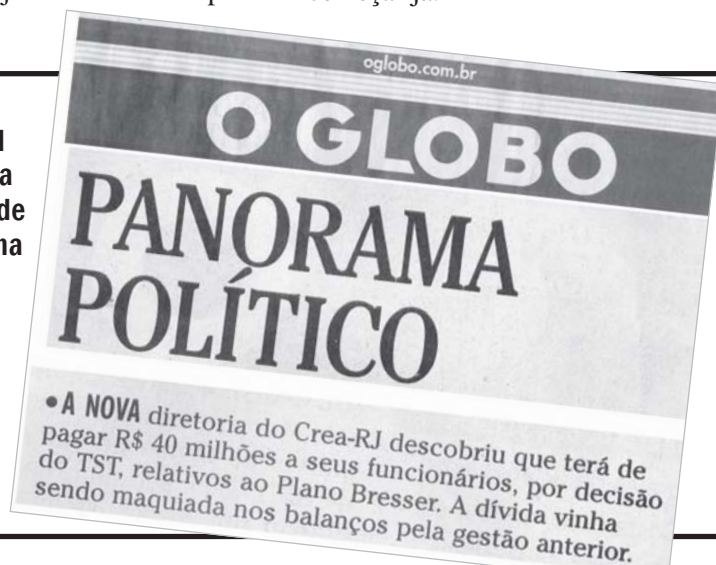 oglobo.com.br
O GLOBO
PANORAMA
POLÍTICO
• A NOVA diretoria do Crea-RJ descobriu que terá de
pagar R$ 40 milhões a seus funcionários, por decisão
do TST, relativos ao Plano Bresser. A dívida vinha
sendo maquiada nos balanços pela gestão anterior.